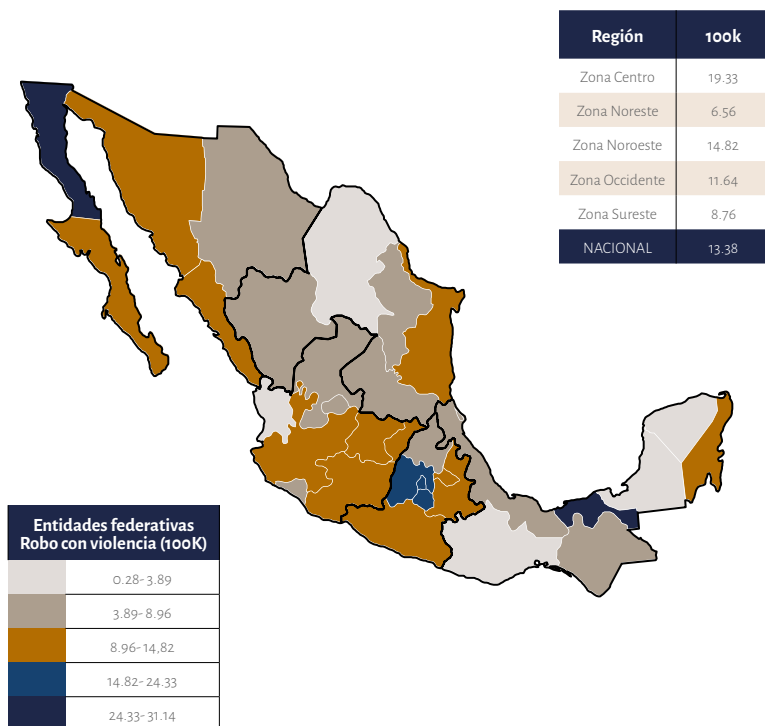 Región 100k
Zona Centro 19.33
Zona Noreste 6.56
Zona Noroeste 14.82
Zona Occidente 11.64
Zona Sureste 8.76
NACIONAL 13.38
Entidades federativas
Robo con violencia (100K)
0.28-3.89
3.89-8.96
8.96-14,82
14.82-24.33
24.33-31.14